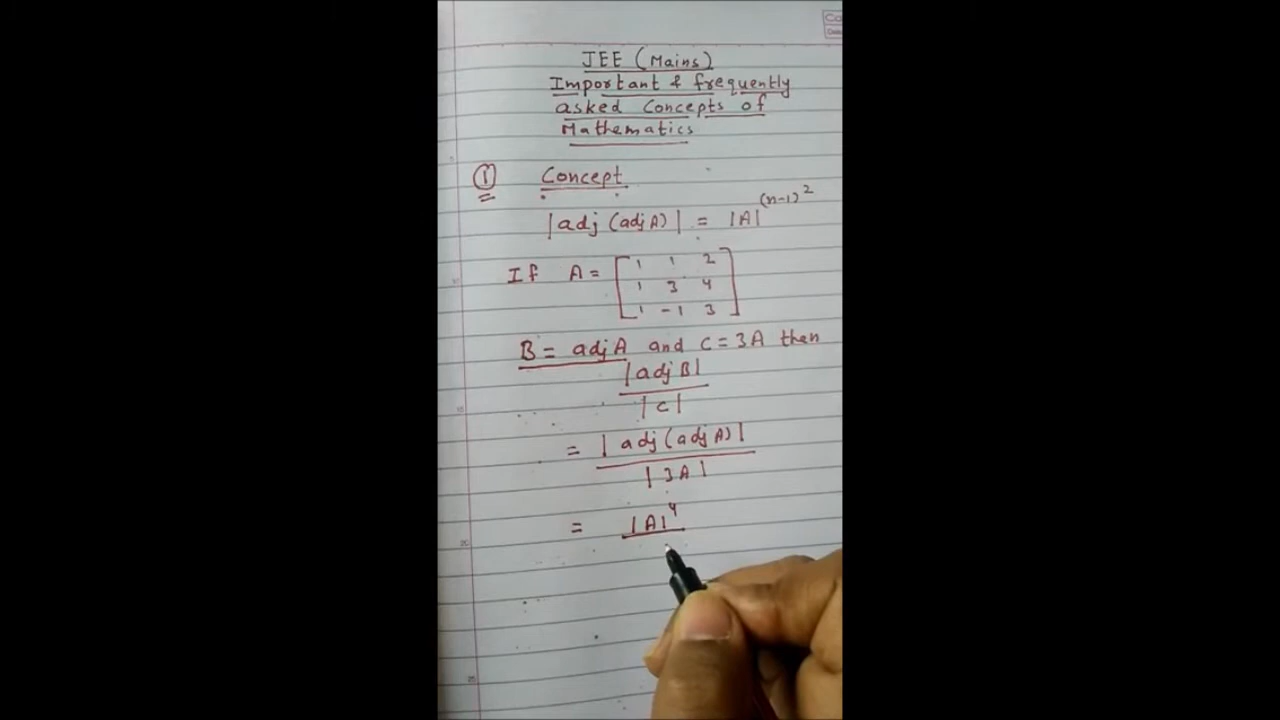 JEE (Mains)
Important & frequently
asked Concepts of
Mathematics
① Concept
|adj (adj A)| = |A|^(n-1)^2
If A = [1 1 2
1 3 4
1 -1 3]
B = adj A and C = 3A then
|adj B|
|C|
= |adj (adj A)|
|3A|
= |A|^4